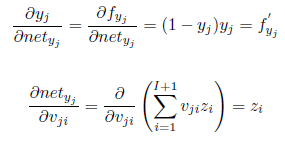 ∂y_j/∂net_{y_j} = ∂f_{y_j}/∂net_{y_j} = (1 − y_j)y_j = f'_{y_j}
∂net_{y_j}/∂v_{ji} = ∂/∂v_{ji} (∑_{i=1}^{I+1} v_{ji}z_i) = z_i